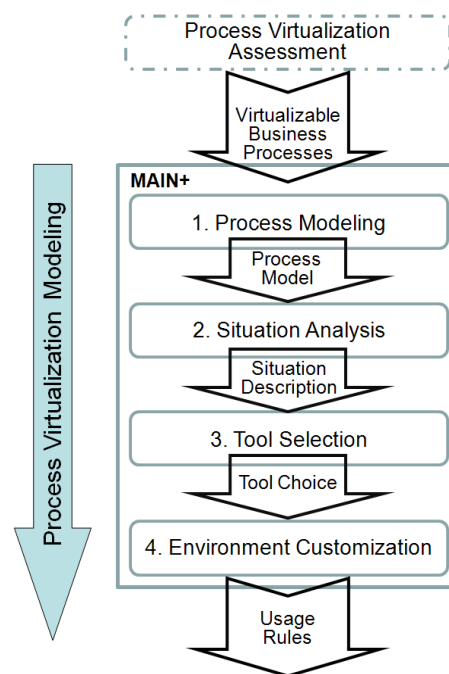 Process Virtualization
Assessment
Virtualizable
Business
Processes
Process Virtualization Modeling
MAIN+
1. Process Modeling
Process
Model
2. Situation Analysis
Situation
Description
3. Tool Selection
Tool Choice
4. Environment Customization
Usage
Rules